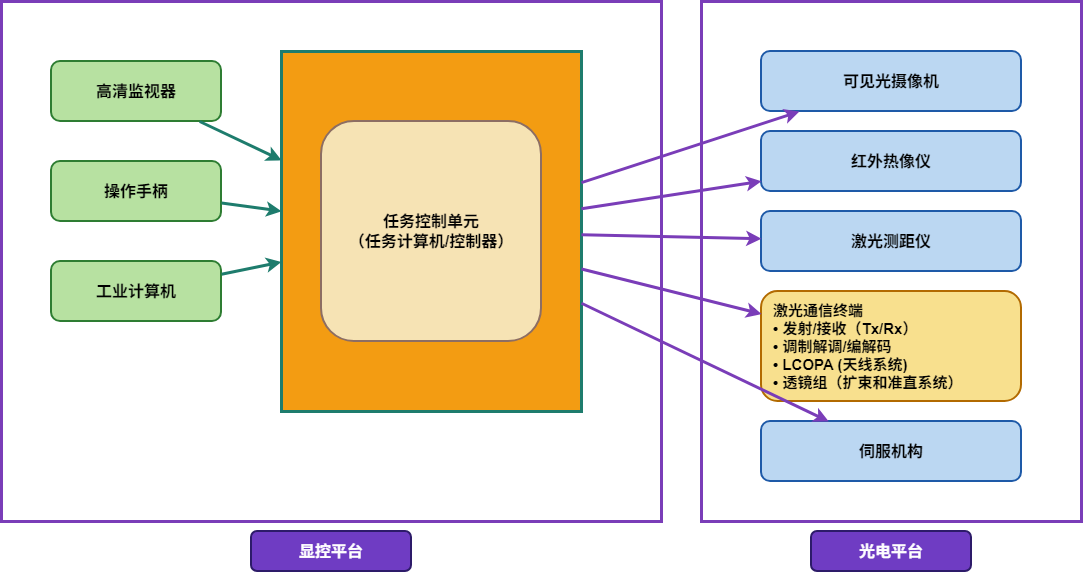 高清监视器
操作手柄
工业计算机
任务控制单元
（任务计算机/控制器）
可见光摄像机
红外热像仪
激光测距仪
激光通信终端
• 发射/接收（Tx/Rx）
• 调制解调/编解码
• LCOPA (天线系统)
• 透镜组（扩束和准直系统）
伺服机构
显控平台
光电平台